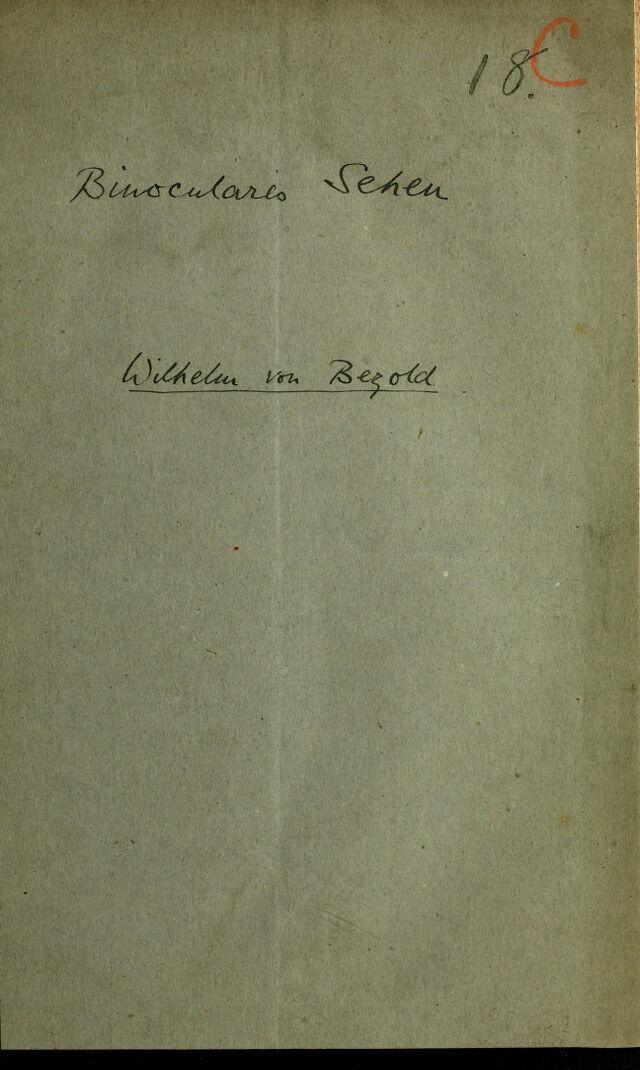 18. C
Binoculares Sehen
Wilhelm von Bezold